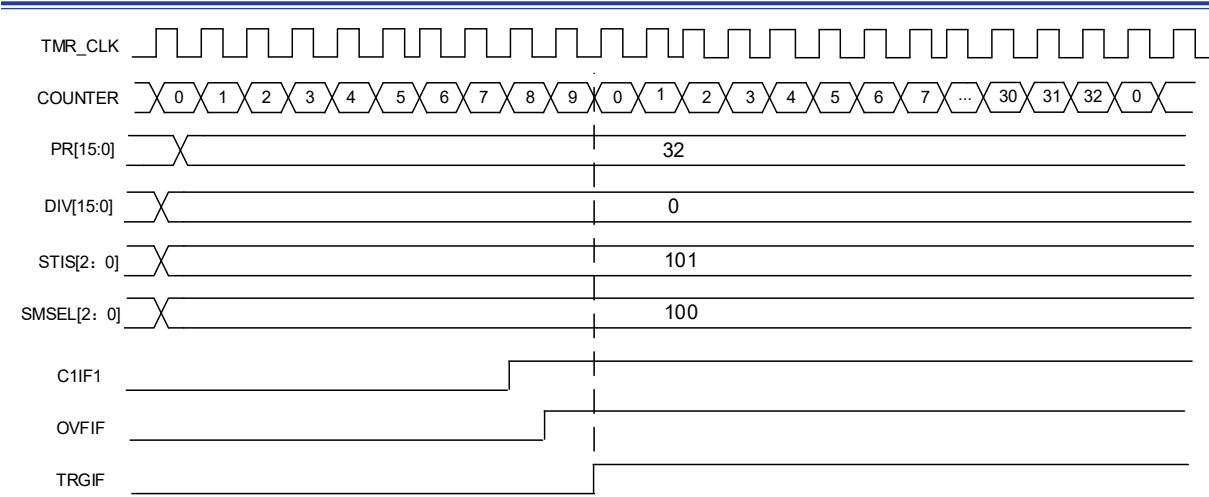 TMR_CLK
COUNTER 0 1 2 3 4 5 6 7 8 9 0 1 2 3 4 5 6 7 ... 30 31 32 0
PR[15:0] 32
DIV[15:0] 0
STIS[2：0] 101
SMSEL[2：0] 100
C1IF1
OVFIF
TRGIF